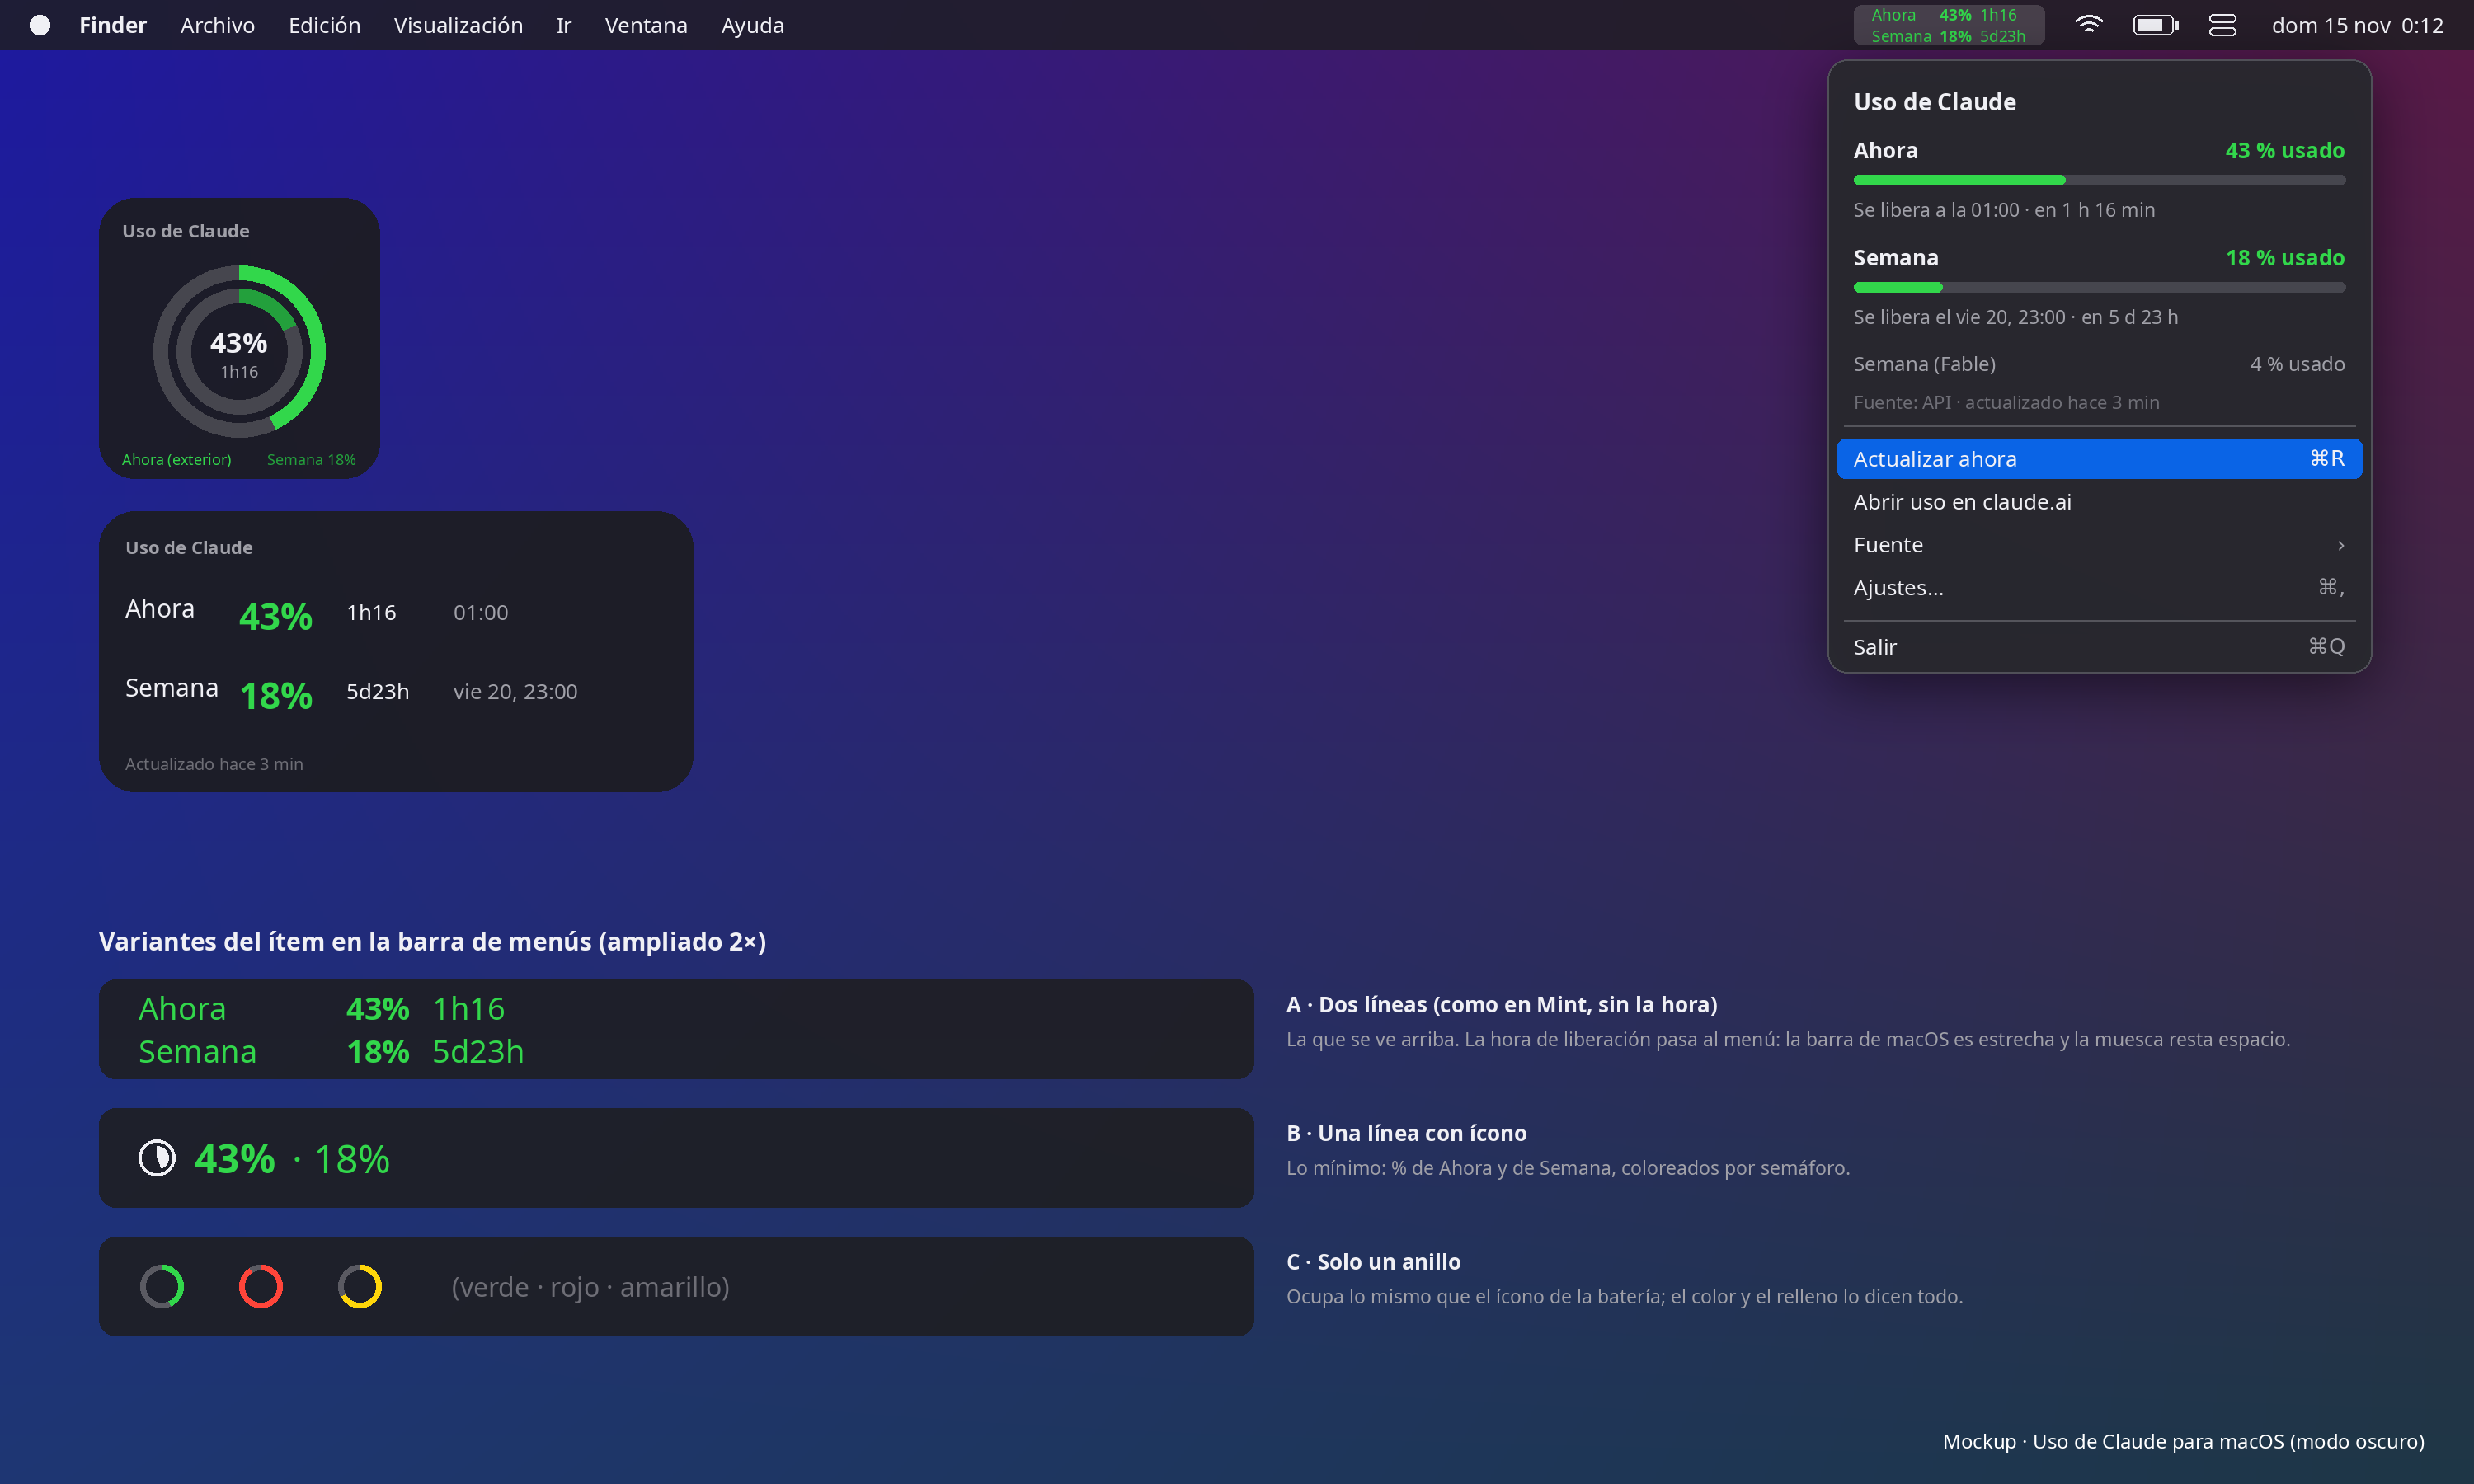 Finder Archivo Edición Visualización Ir Ventana Ayuda
Ahora 43% 1h16
Semana 18% 5d23h
dom 15 nov 0:12
Uso de Claude
Ahora 43 % usado
Se libera a la 01:00 · en 1 h 16 min
Semana 18 % usado
Se libera el vie 20, 23:00 · en 5 d 23 h
Semana (Fable) 4 % usado
Fuente: API · actualizado hace 3 min
Actualizar ahora ⌘R
Abrir uso en claude.ai
Fuente ›
Ajustes... ⌘,
Salir ⌘Q
Uso de Claude
43%
1h16
Ahora (exterior) Semana 18%
Uso de Claude
Ahora 43% 1h16 01:00
Semana 18% 5d23h vie 20, 23:00
Actualizado hace 3 min
Variantes del ítem en la barra de menús (ampliado 2×)
Ahora 43% 1h16
Semana 18% 5d23h
A · Dos líneas (como en Mint, sin la hora)
La que se ve arriba. La hora de liberación pasa al menú: la barra de macOS es estrecha y la muesca resta espacio.
43% · 18%
B · Una línea con ícono
Lo mínimo: % de Ahora y de Semana, coloreados por semáforo.
(verde · rojo · amarillo)
C · Solo un anillo
Ocupa lo mismo que el ícono de la batería; el color y el relleno lo dicen todo.
Mockup · Uso de Claude para macOS (modo oscuro)